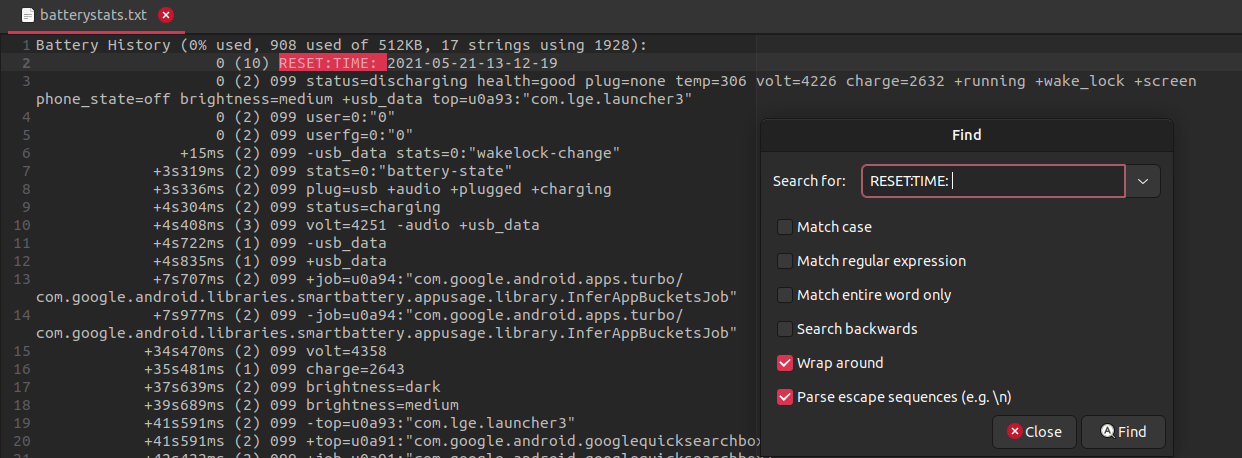 batterystats.txt
1 Battery History (0% used, 908 used of 512KB, 17 strings using 1928):
2 0 (10) RESET:TIME: 2021-05-21-13-12-19
3 0 (2) 099 status=discharging health=good plug=none temp=306 volt=4226 charge=2632 +running +wake_lock +screen
phone_state=off brightness=medium +usb_data top=u0a93:"com.lge.launcher3"
4 0 (2) 099 user=0:"0"
5 0 (2) 099 userfg=0:"0"
6 +15ms (2) 099 -usb_data stats=0:"wakelock-change"
7 +3s319ms (2) 099 stats=0:"battery-state"
8 +3s336ms (2) 099 plug=usb +audio +plugged +charging
9 +4s304ms (2) 099 status=charging
10 +4s408ms (3) 099 volt=4251 -audio +usb_data
11 +4s722ms (1) 099 -usb_data
12 +4s835ms (1) 099 +usb_data
13 +7s707ms (2) 099 +job=u0a94:"com.google.android.apps.turbo/
com.google.android.libraries.smartbattery.appusage.library.InferAppBucketsJob"
14 +7s977ms (2) 099 -job=u0a94:"com.google.android.apps.turbo/
com.google.android.libraries.smartbattery.appusage.library.InferAppBucketsJob"
15 +34s470ms (2) 099 volt=4358
16 +35s481ms (1) 099 charge=2643
17 +37s639ms (2) 099 brightness=dark
18 +39s689ms (2) 099 brightness=medium
19 +41s591ms (2) 099 -top=u0a93:"com.lge.launcher3"
20 +41s591ms (2) 099 +top=u0a91:"com.google.android.googlequicksearchbox
Find
Search for: RESET:TIME:
Match case
Match regular expression
Match entire word only
Search backwards
Wrap around
Parse escape sequences (e.g. \n)
Close Find